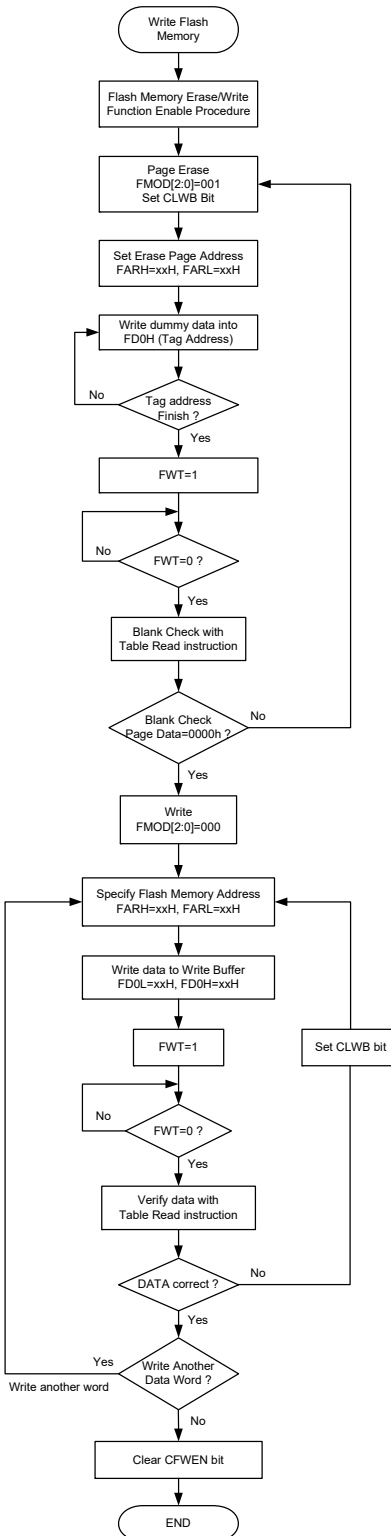 Write Flash
Memory
Flash Memory Erase/Write
Function Enable Procedure
Page Erase
FMOD[2:0]=001
Set CLWB Bit
Set Erase Page Address
FARH=xxH, FARL=xxH
Write dummy data into
FD0H (Tag Address)
No
Tag address
Finish ?
Yes
FWT=1
No
FWT=0 ?
Yes
Blank Check with
Table Read instruction
Blank Check
Page Data=0000h ?
No
Yes
Write
FMOD[2:0]=000
Specify Flash Memory Address
FARH=xxH, FARL=xxH
Write data to Write Buffer
FD0L=xxH, FD0H=xxH
FWT=1
Set CLWB bit
No
FWT=0 ?
Yes
Verify data with
Table Read instruction
DATA correct ?
No
Yes
Yes
Write Another
Data Word ?
Write another word
No
Clear CFWEN bit
END